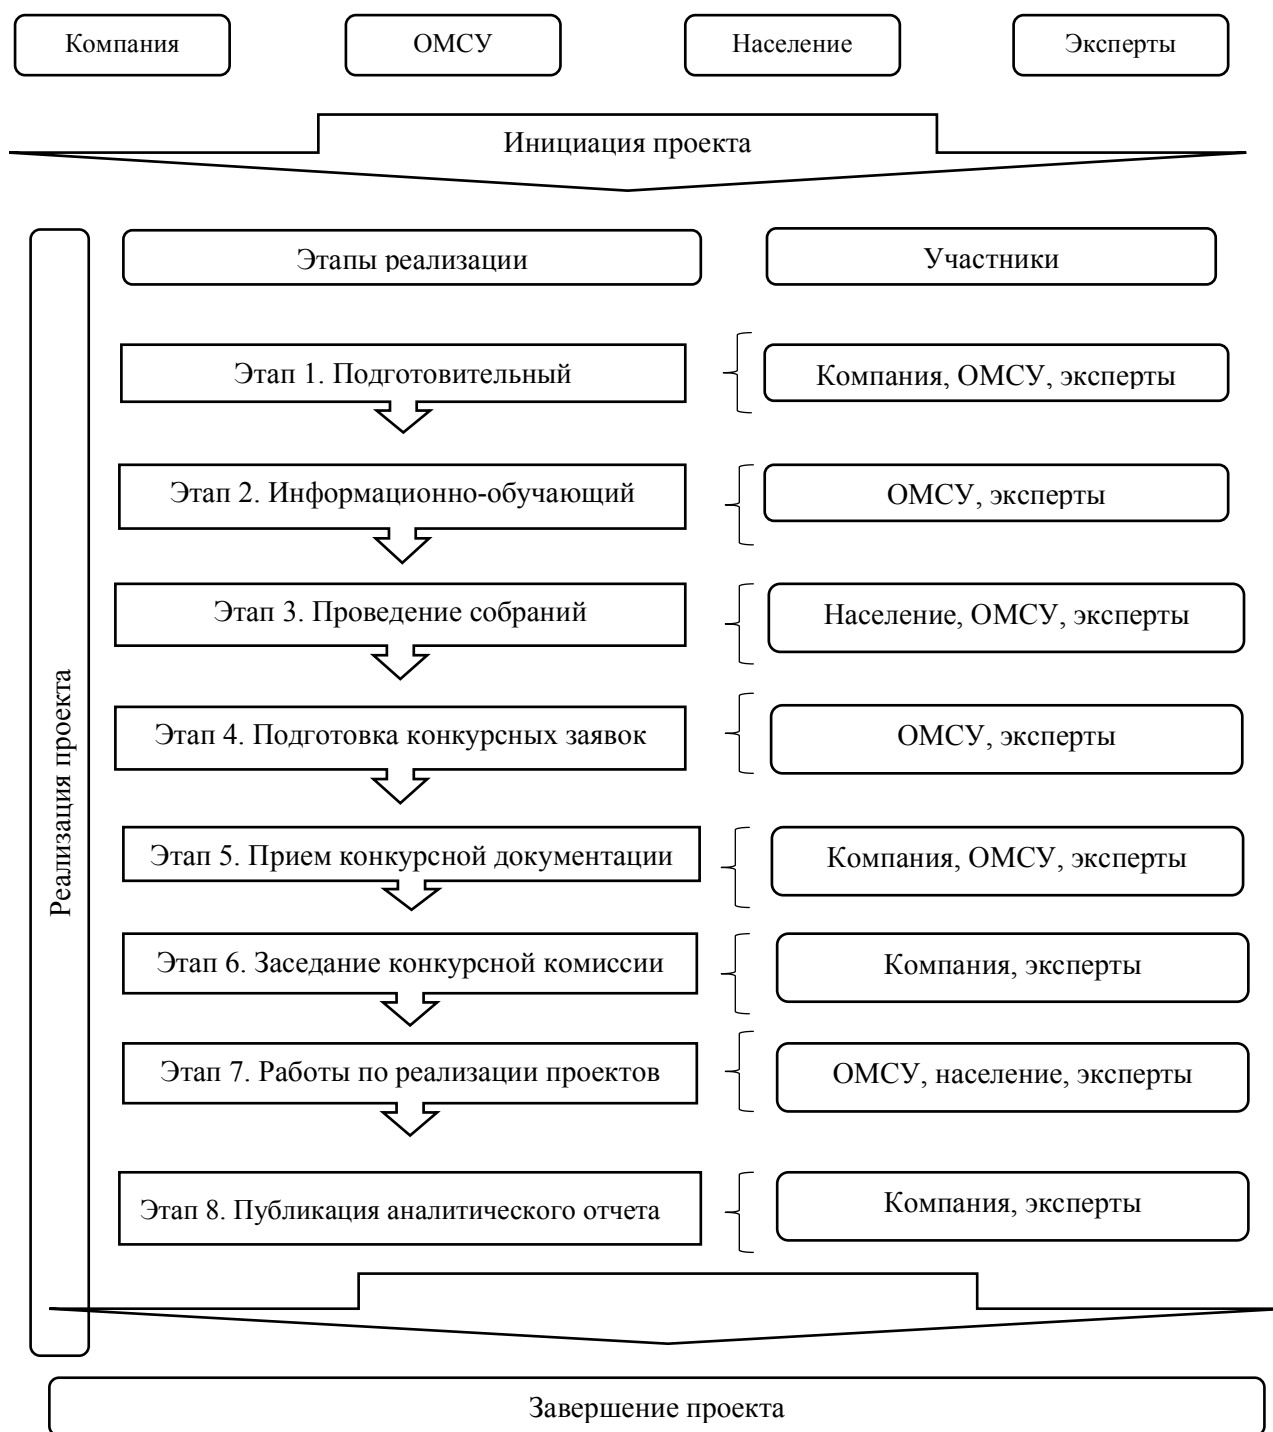 Компания
ОМСУ
Население
Эксперты
Инициация проекта
Реализация проекта
Этапы реализации
Участники
Этап 1. Подготовительный
Компания, ОМСУ, эксперты
Этап 2. Информационно-обучающий
ОМСУ, эксперты
Этап 3. Проведение собраний
Население, ОМСУ, эксперты
Этап 4. Подготовка конкурсных заявок
ОМСУ, эксперты
Этап 5. Прием конкурсной документации
Компания, ОМСУ, эксперты
Этап 6. Заседание конкурсной комиссии
Компания, эксперты
Этап 7. Работы по реализации проектов
ОМСУ, население, эксперты
Этап 8. Публикация аналитического отчета
Компания, эксперты
Завершение проекта